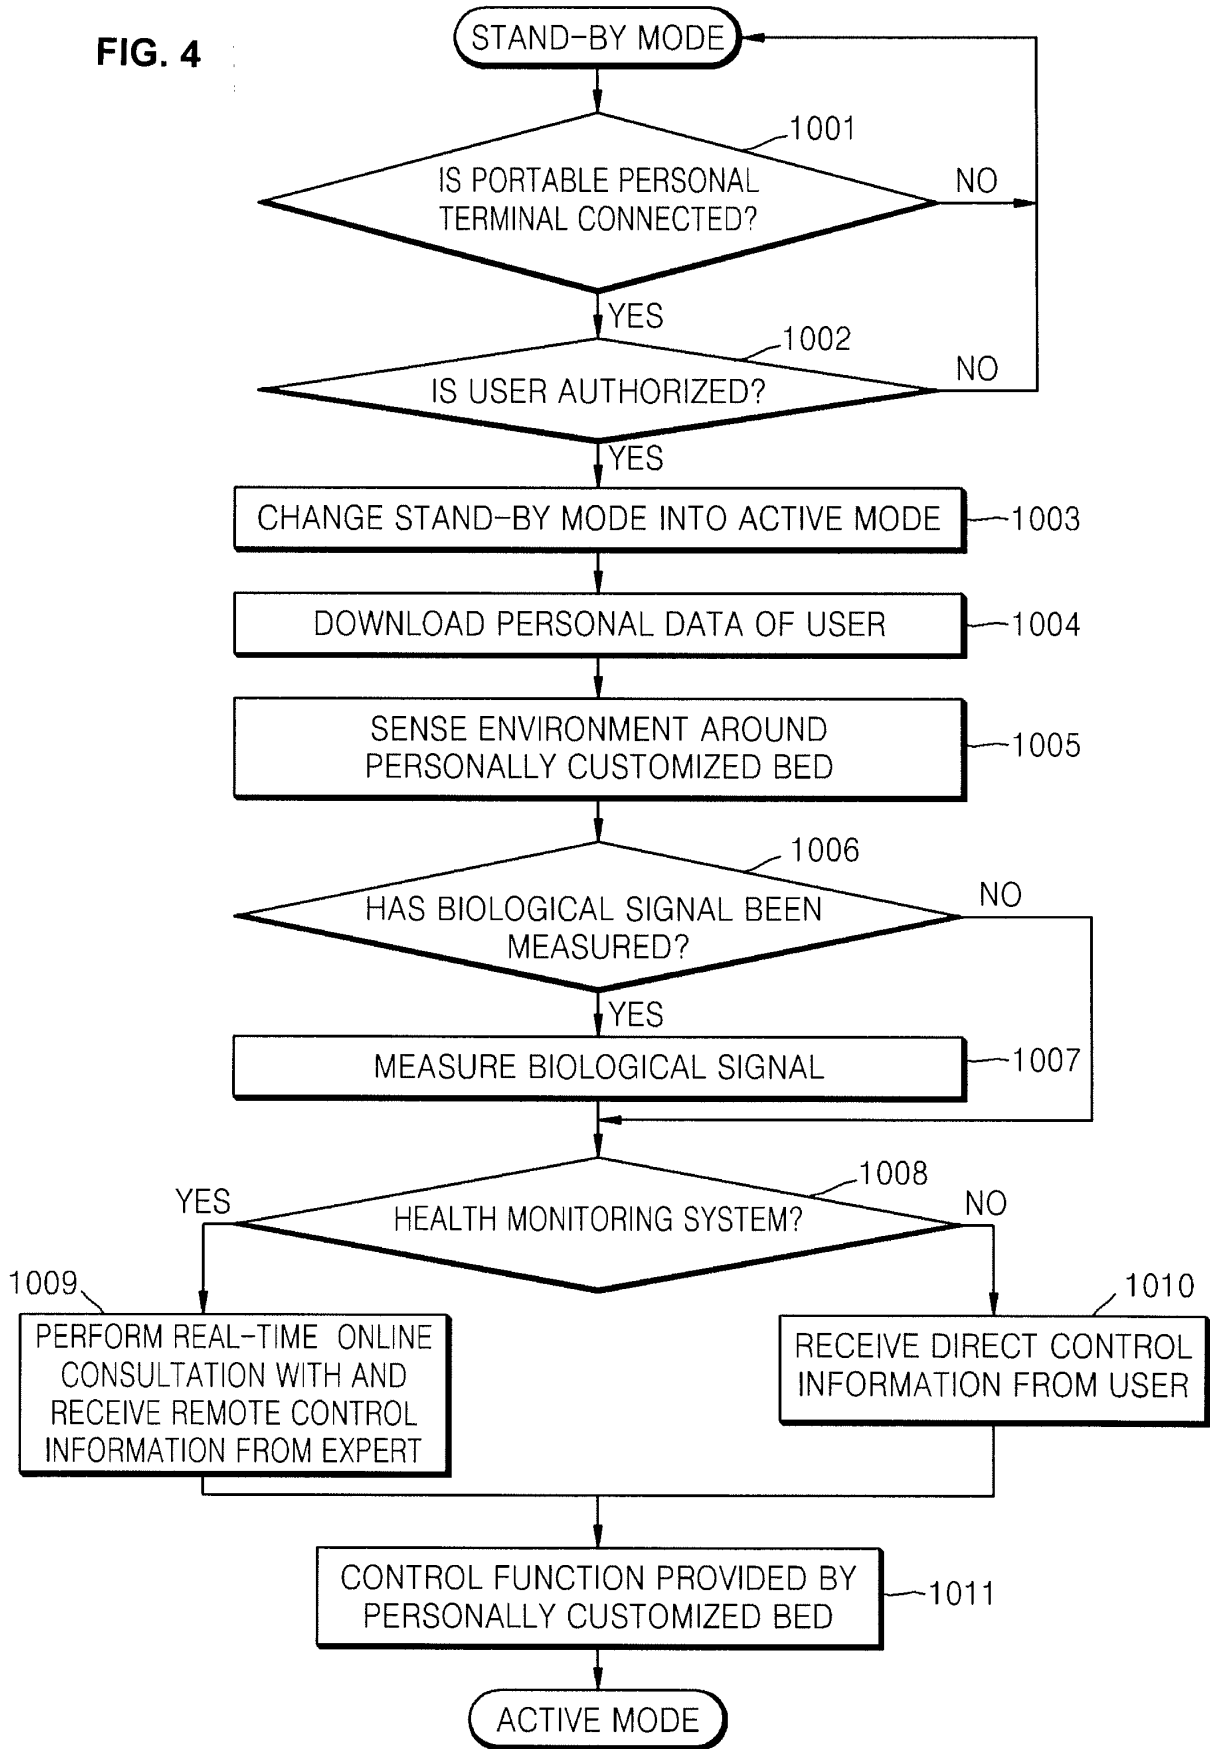 FIG. 4
STAND-BY MODE
1001
IS PORTABLE PERSONAL
TERMINAL CONNECTED?
NO
YES
1002
IS USER AUTHORIZED?
NO
YES
CHANGE STAND-BY MODE INTO ACTIVE MODE
1003
DOWNLOAD PERSONAL DATA OF USER
1004
SENSE ENVIRONMENT AROUND
PERSONALLY CUSTOMIZED BED
1005
1006
HAS BIOLOGICAL SIGNAL BEEN
MEASURED?
NO
YES
MEASURE BIOLOGICAL SIGNAL
1007
1008
YES
HEALTH MONITORING SYSTEM?
NO
1009
PERFORM REAL-TIME ONLINE
CONSULTATION WITH AND
RECEIVE REMOTE CONTROL
INFORMATION FROM EXPERT
1010
RECEIVE DIRECT CONTROL
INFORMATION FROM USER
CONTROL FUNCTION PROVIDED BY
PERSONALLY CUSTOMIZED BED
1011
ACTIVE MODE